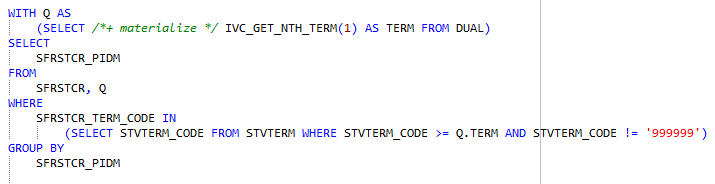 WITH Q AS
(SELECT /*+ materialize */ IVC_GET_NTH_TERM(1) AS TERM FROM DUAL)
SELECT
SFRSTCR_PIDM
FROM
SFRSTCR, Q
WHERE
SFRSTCR_TERM_CODE IN
(SELECT STVTERM_CODE FROM STVTERM WHERE STVTERM_CODE >= Q.TERM AND STVTERM_CODE != '999999')
GROUP BY
SFRSTCR_PIDM